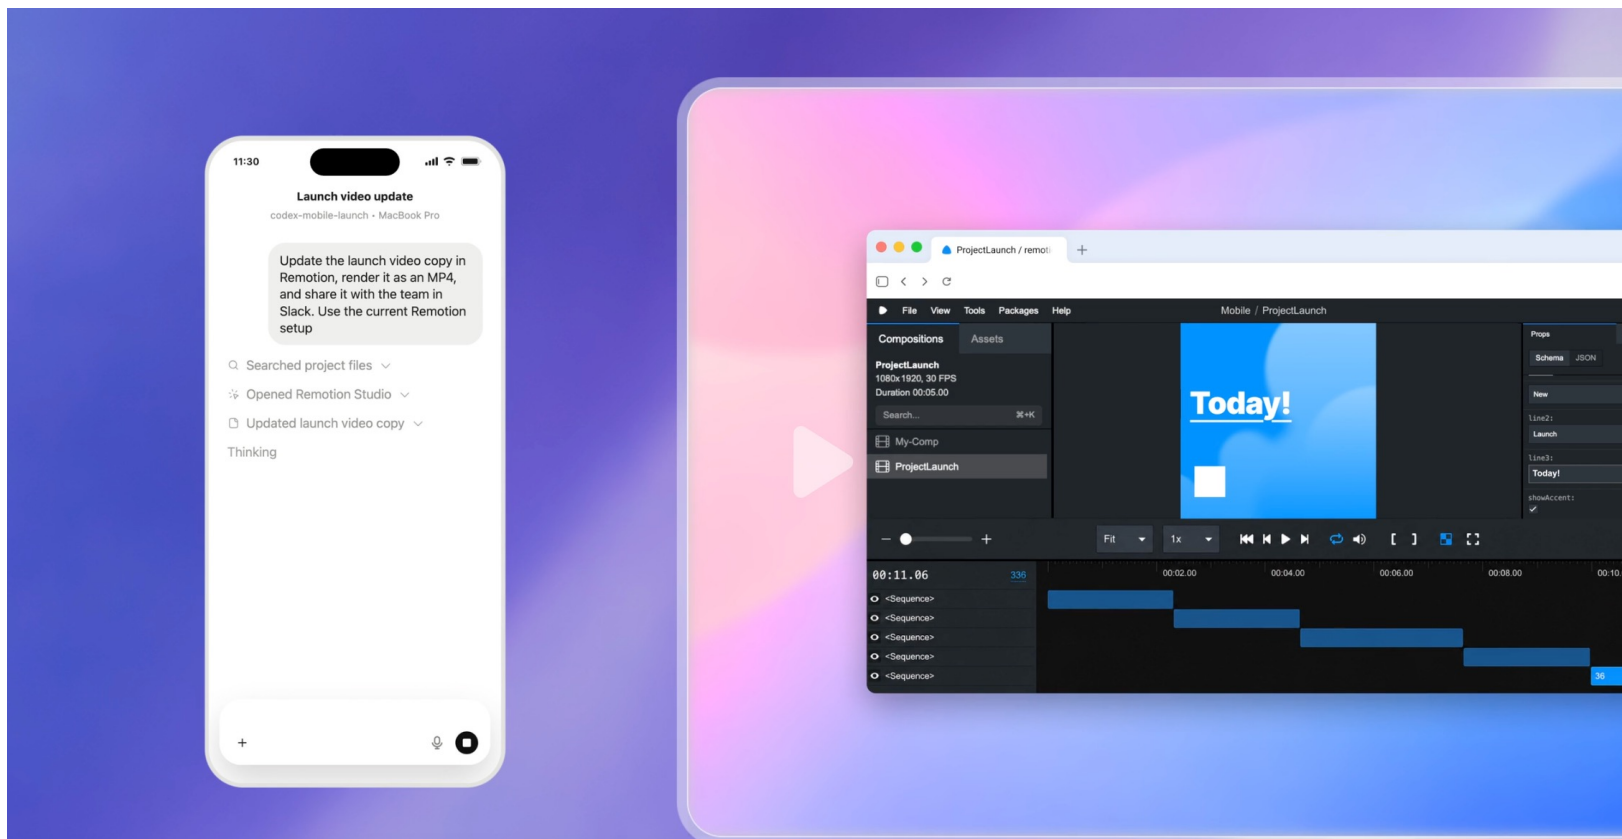 11:30
Launch video update
codex-mobile-launch • MacBook Pro
Update the launch video copy in
Remotion, render it as an MP4,
and share it with the team in
Slack. Use the current Remotion
setup
Searched project files
Opened Remotion Studio
Updated launch video copy
Thinking
ProjectLaunch / remoti
File View Tools Packages Help
Mobile / ProjectLaunch
Compositions Assets
ProjectLaunch
1080x1920, 30 FPS
Duration 00:05.00
Search... ⌘+K
My-Comp
ProjectLaunch
Today!
Props
Schema JSON
New
line2:
Launch
line3:
Today!
showAccent:
Fit 1x
00:11.06 336
00:02.00 00:04.00 00:06.00 00:08.00 00:10.
<Sequence>
<Sequence>
<Sequence>
<Sequence>
<Sequence>
36